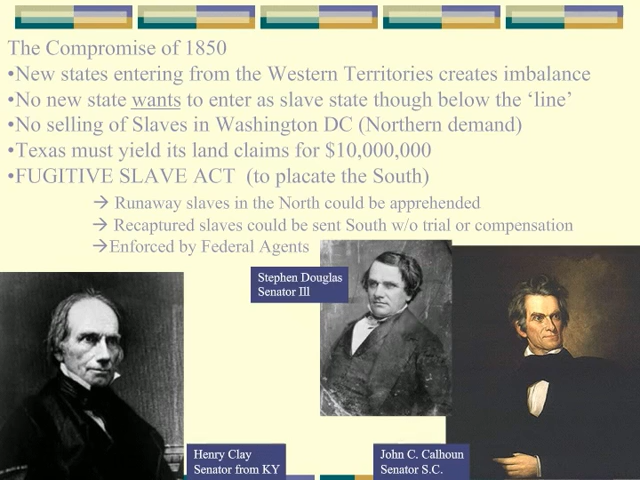 The Compromise of 1850
•New states entering from the Western Territories creates imbalance
•No new state wants to enter as slave state though below the ‘line’
•No selling of Slaves in Washington DC (Northern demand)
•Texas must yield its land claims for $10,000,000
•FUGITIVE SLAVE ACT (to placate the South)
→ Runaway slaves in the North could be apprehended
→ Recaptured slaves could be sent South w/o trial or compensation
→Enforced by Federal Agents
Stephen Douglas
Senator Ill
Henry Clay
Senator from KY
John C. Calhoun
Senator S.C.